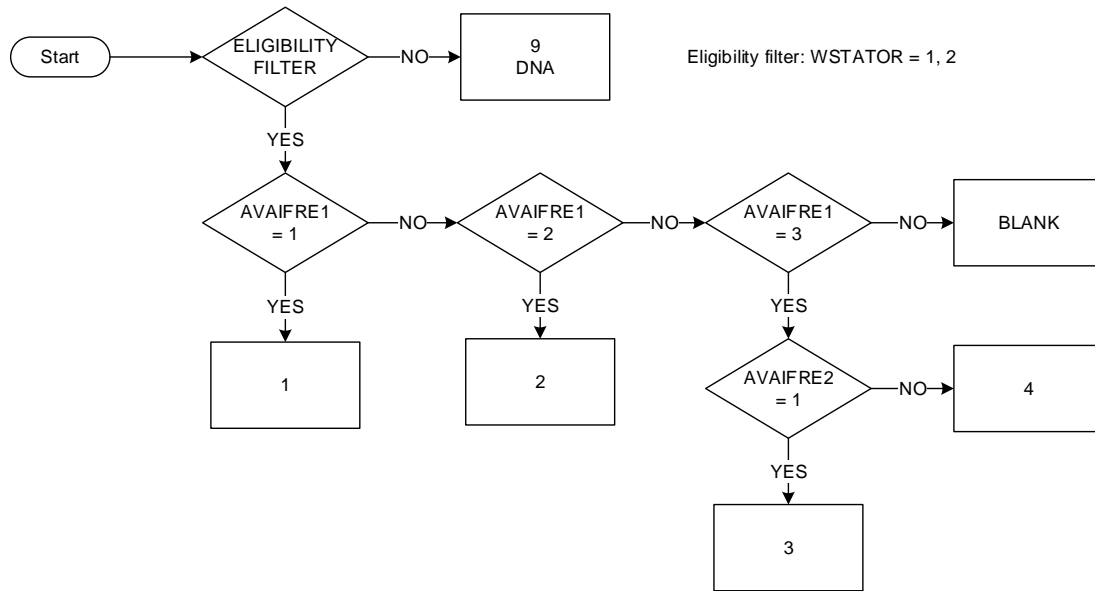 Start
ELIGIBILITY
FILTER
NO
9
DNA
Eligibility filter: WSTATOR = 1, 2
YES
AVAIFRE1
= 1
NO
AVAIFRE1
= 2
NO
AVAIFRE1
= 3
NO
BLANK
YES
YES
YES
1
2
AVAIFRE2
= 1
NO
4
YES
3